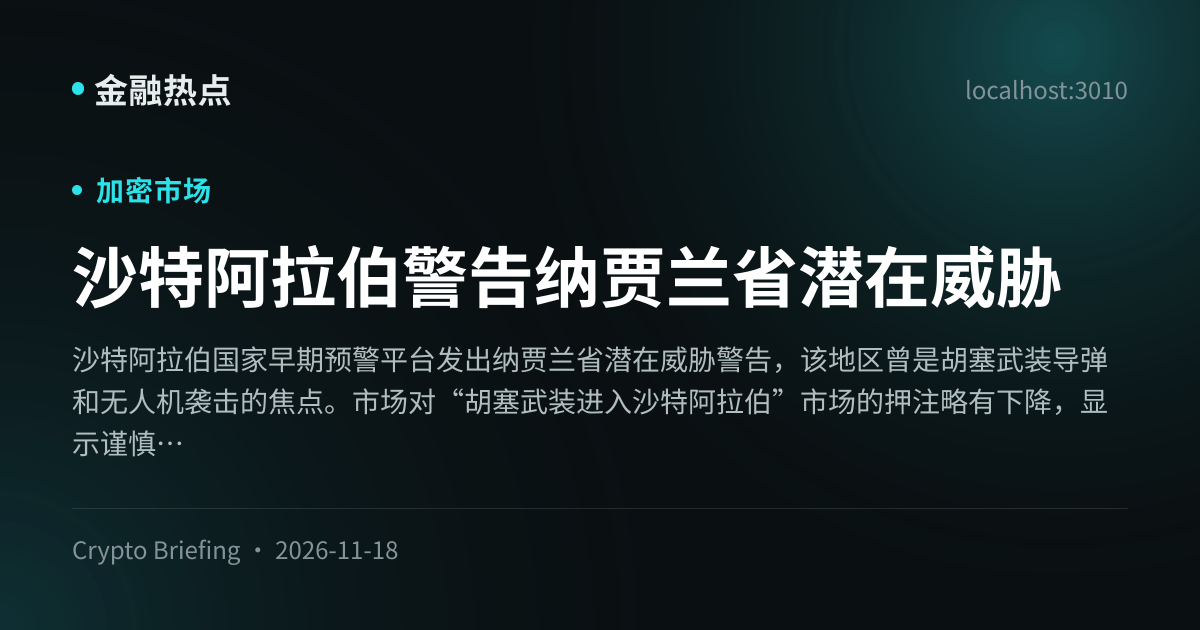 金融热点
localhost:3010
加密市场
沙特阿拉伯警告纳贾兰省潜在威胁
沙特阿拉伯国家早期预警平台发出纳贾兰省潜在威胁警告，该地区曾是胡塞武装导弹
和无人机袭击的焦点。市场对“胡塞武装进入沙特阿拉伯”市场的押注略有下降，显
示谨慎…
Crypto Briefing · 2026-11-18